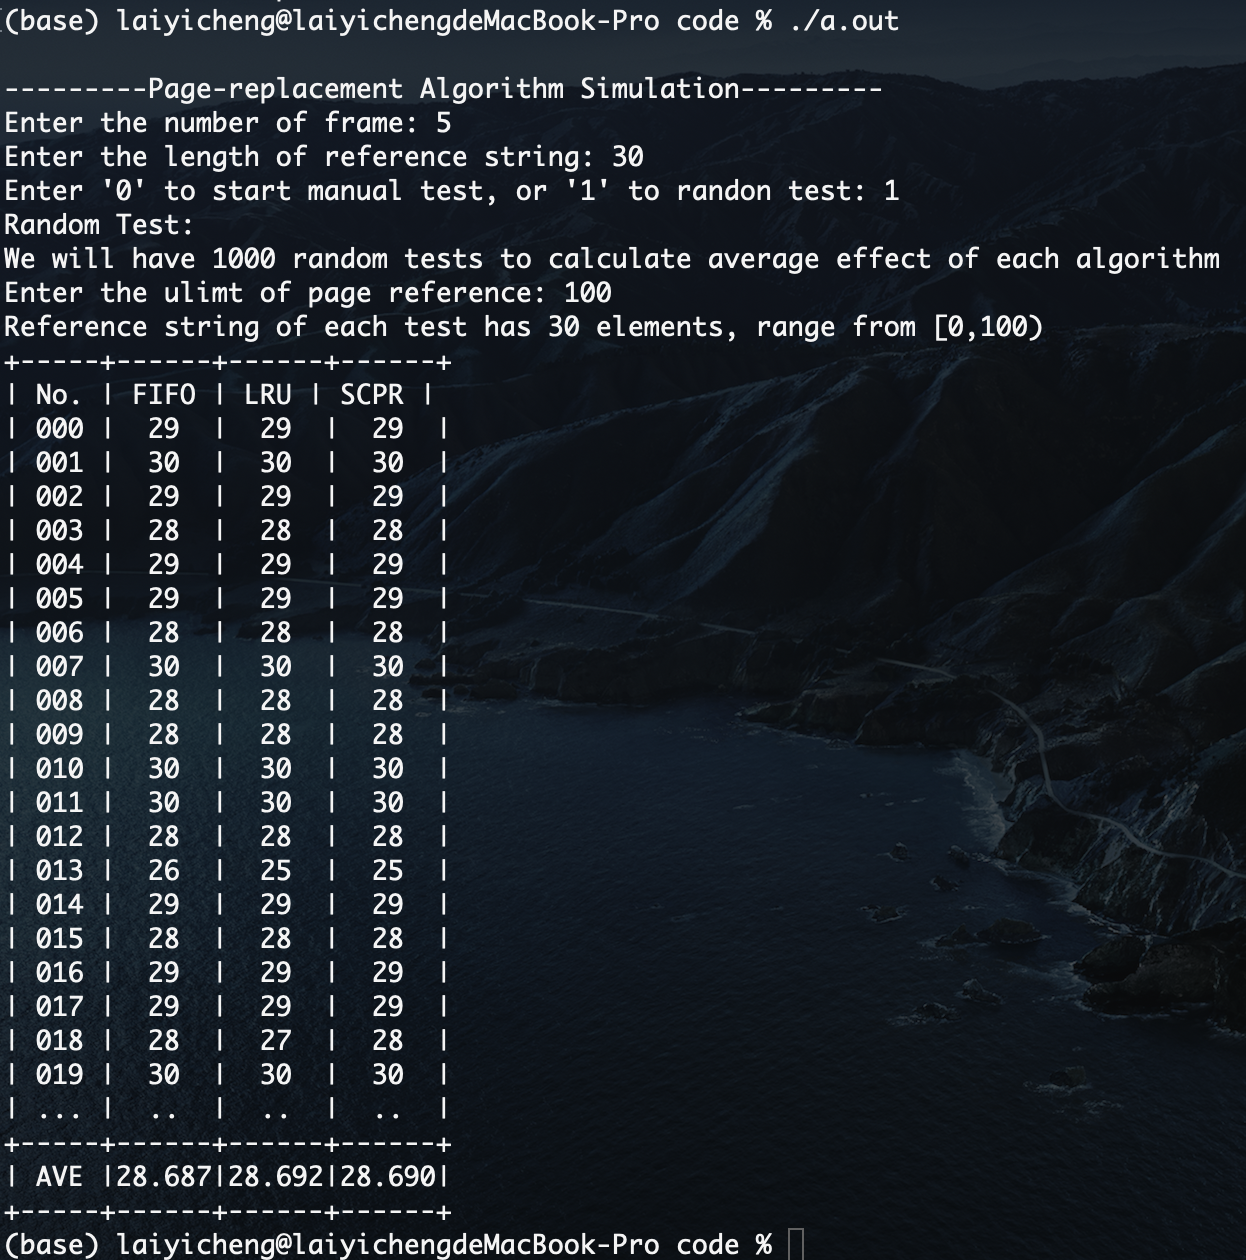 (base) laiyicheng@laiyichengdeMacBook-Pro code % ./a.out
---------Page-replacement Algorithm Simulation---------
Enter the number of frame: 5
Enter the length of reference string: 30
Enter '0' to start manual test, or '1' to randon test: 1
Random Test:
We will have 1000 random tests to calculate average effect of each algorithm
Enter the ulimt of page reference: 100
Reference string of each test has 30 elements, range from [0,100)
+-----+------+------+------+
| No. | FIFO | LRU | SCPR |
| 000 |  29  |  29  |  29  |
| 001 |  30  |  30  |  30  |
| 002 |  29  |  29  |  29  |
| 003 |  28  |  28  |  28  |
| 004 |  29  |  29  |  29  |
| 005 |  29  |  29  |  29  |
| 006 |  28  |  28  |  28  |
| 007 |  30  |  30  |  30  |
| 008 |  28  |  28  |  28  |
| 009 |  28  |  28  |  28  |
| 010 |  30  |  30  |  30  |
| 011 |  30  |  30  |  30  |
| 012 |  28  |  28  |  28  |
| 013 |  26  |  25  |  25  |
| 014 |  29  |  29  |  29  |
| 015 |  28  |  28  |  28  |
| 016 |  29  |  29  |  29  |
| 017 |  29  |  29  |  29  |
| 018 |  28  |  27  |  28  |
| 019 |  30  |  30  |  30  |
| ... |  ..  |  ..  |  ..  |
+-----+------+------+------+
| AVE |28.687|28.692|28.690|
+-----+------+------+------+
(base) laiyicheng@laiyichengdeMacBook-Pro code %